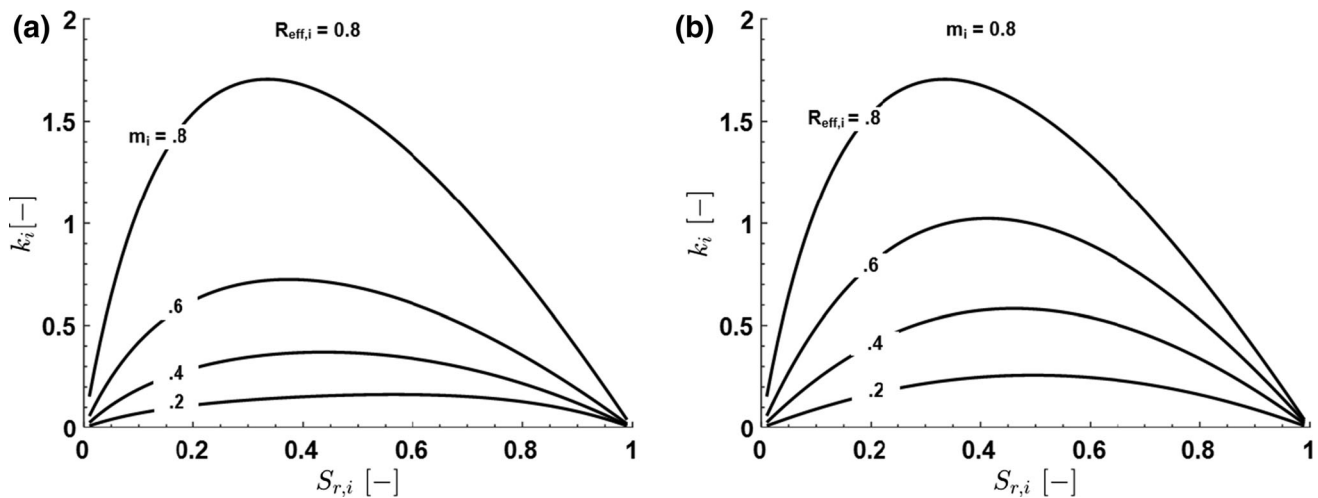 (a)
R_eff,i = 0.8
2
1.5
1
0.5
0
k_i [−]
m_i = .8
.6
.4
.2
0
0.2
0.4
0.6
0.8
1
S_r,i [−]
(b)
m_i = 0.8
2
1.5
1
0.5
0
k_i [−]
R_eff,i = .8
.6
.4
.2
0
0.2
0.4
0.6
0.8
1
S_r,i [−]